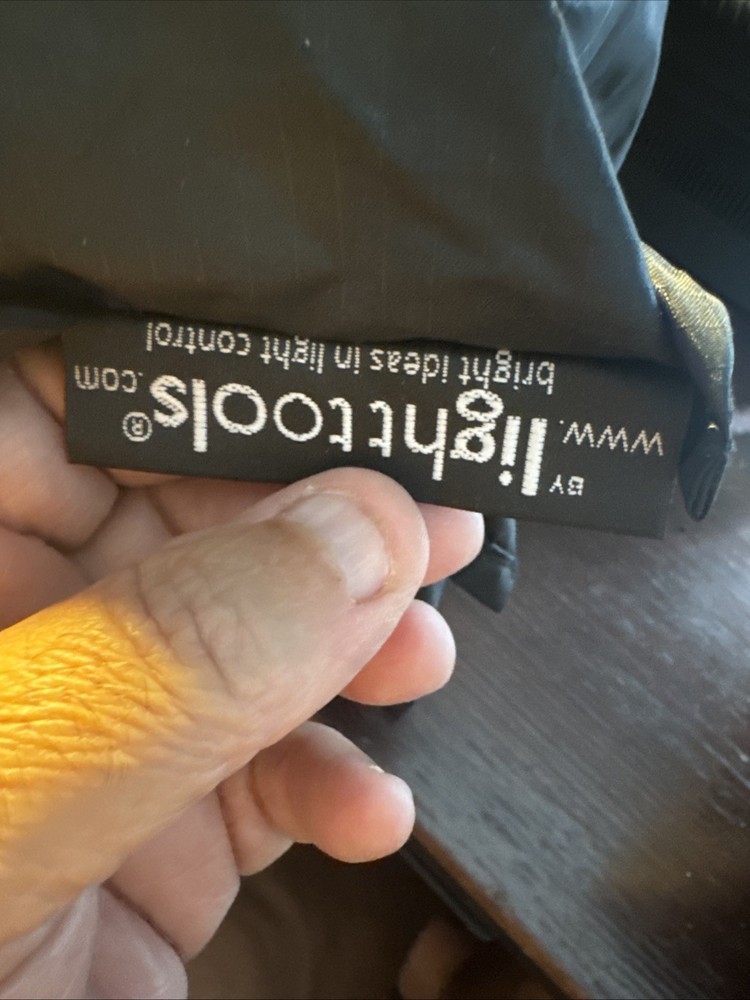 BY
www.lighttools®.com
bright ideas in light control